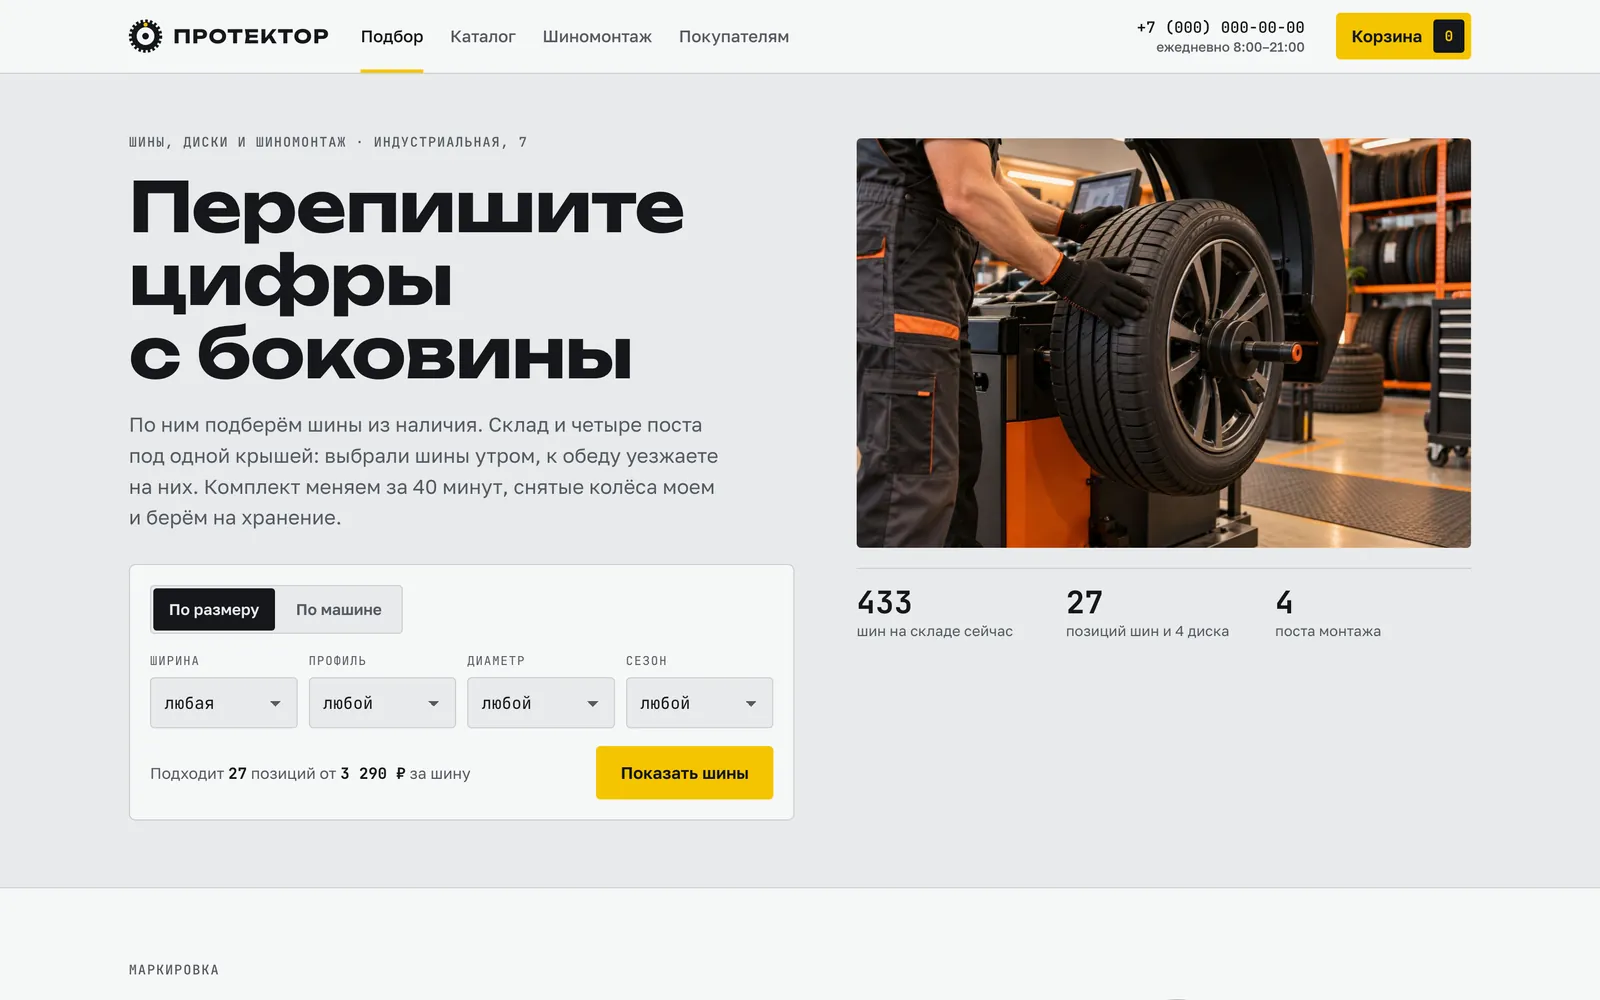 ПРОТЕКТОР
Подбор
Каталог
Шиномонтаж
Покупателям
+7 (000) 000-00-00
ежедневно 8:00–21:00
Корзина 0
ШИНЫ, ДИСКИ И ШИНОМОНТАЖ · ИНДУСТРИАЛЬНАЯ, 7
Перепишите
цифры
с боковины
По ним подберём шины из наличия. Склад и четыре поста
под одной крышей: выбрали шины утром, к обеду уезжаете
на них. Комплект меняем за 40 минут, снятые колёса моем
и берём на хранение.
По размеру
По машине
ШИРИНА
ПРОФИЛЬ
ДИАМЕТР
СЕЗОН
любая
любой
любой
любой
Подходит 27 позиций от 3 290 ₽ за шину
Показать шины
433
шин на складе сейчас
27
позиций шин и 4 диска
4
поста монтажа
МАРКИРОВКА